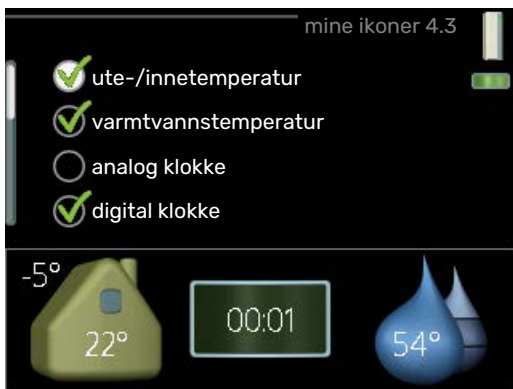 mine ikoner 4.3
ute-/innetemperatur
varmtvannstemperatur
analog klokke
digital klokke
-5°
22°
00:01
54°